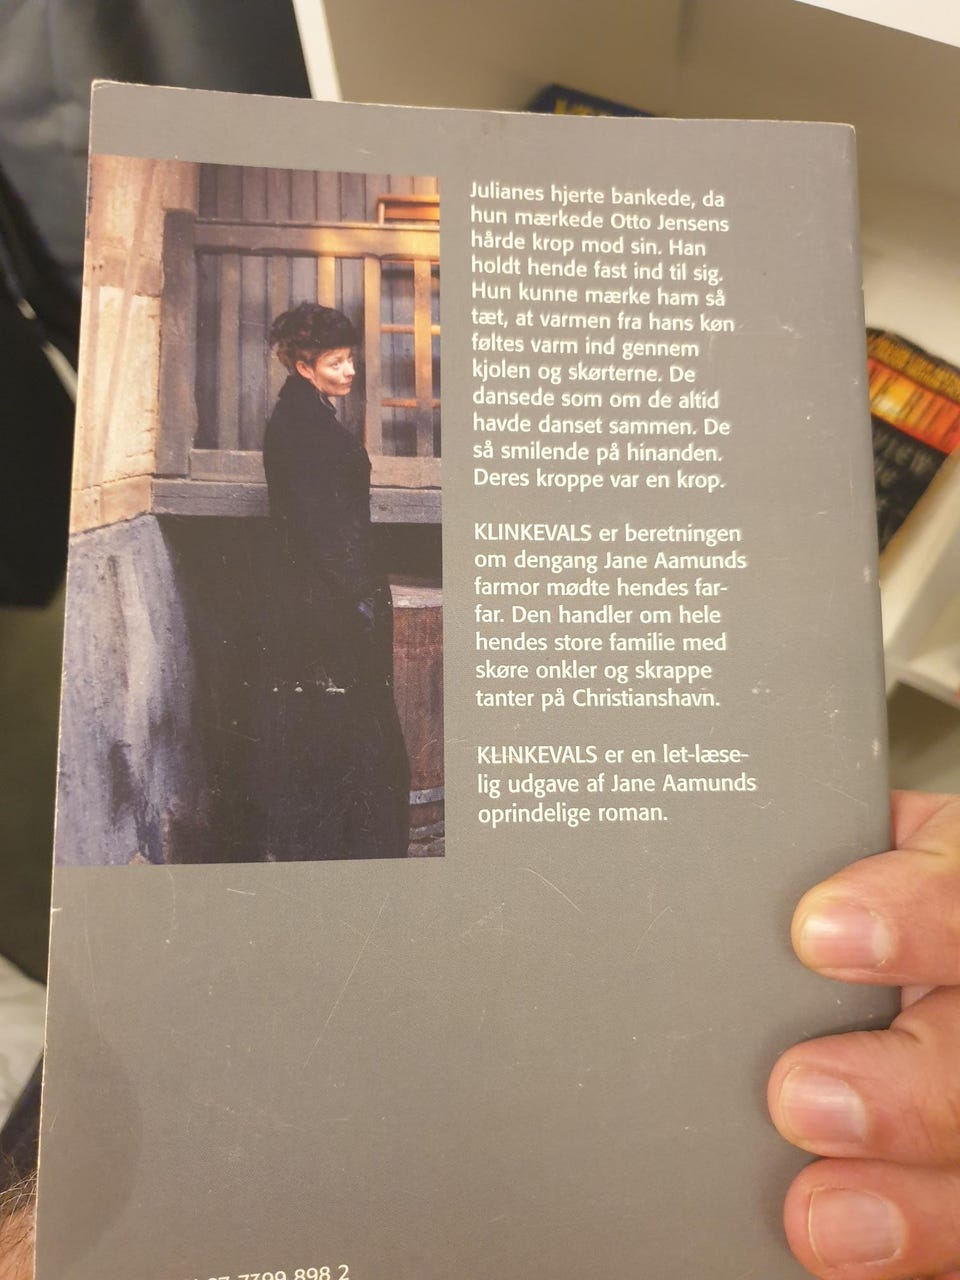 Julianes hjerte bankede, da
hun mærkede Otto Jensens
hårde krop mod sin. Han
holdt hende fast ind til sig.
Hun kunne mærke ham så
tæt, at varmen fra hans køn
føltes varm ind gennem
kjolen og skørterne. De
dansede som om de altid
havde danset sammen. De
så smilende på hinanden.
Deres kroppe var en krop.
KLINKEVALS er beretningen
om dengang Jane Aamunds
farmor mødte hendes far-
far. Den handler om hele
hendes store familie med
skøre onkler og skrappe
tanter på Christianshavn.
KLINKEVALS er en let-læse-
lig udgave af Jane Aamunds
oprindelige roman.
7799 898 2